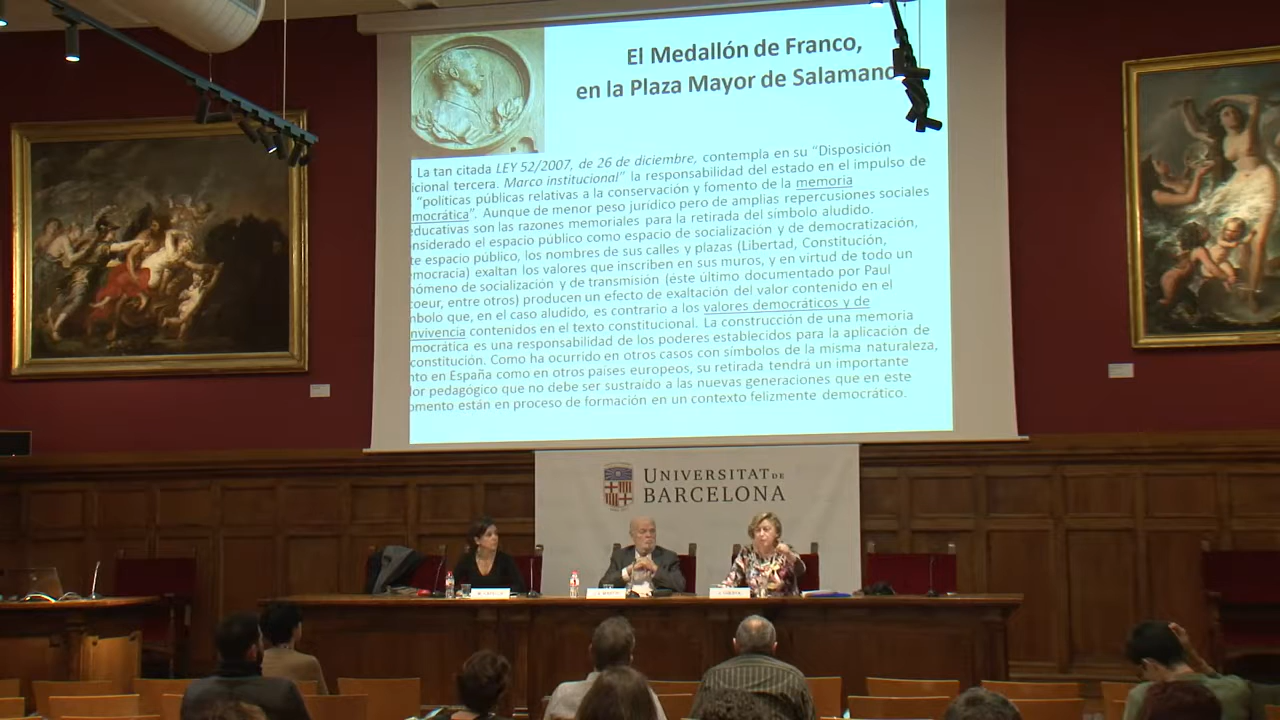 El Medallón de Franco,
en la Plaza Mayor de Salamanc
. La tan citada LEY 52/2007, de 26 de diciembre, contempla en su “Disposición
icional tercera. Marco institucional” la responsabilidad del estado en el impulso de
“políticas públicas relativas a la conservación y fomento de la memoria
mocrática”. Aunque de menor peso jurídico pero de amplias repercusiones sociales
educativas son las razones memoriales para la retirada del símbolo aludido.
nsiderado el espacio público como espacio de socialización y de democratización,
te espacio público, los nombres de sus calles y plazas (Libertad, Constitución,
emocracia) exaltan los valores que inscriben en sus muros, y en virtud de todo un
nómeno de socialización y de transmisión (este último documentado por Paul
coeur, entre otros) producen un efecto de exaltación del valor contenido en el
mbolo que, en el caso aludido, es contrario a los valores democráticos y de
nvivencia contenidos en el texto constitucional. La construcción de una memoria
mocrática es una responsabilidad de los poderes establecidos para la aplicación de
constitución. Como ha ocurrido en otros casos con símbolos de la misma naturaleza,
nto en España como en otros países europeos, su retirada tendrá un importante
lor pedagógico que no debe ser sustraído a las nuevas generaciones que en este
omento están en proceso de formación en un contexto felizmente democrático.
UNIVERSITAT DE
BARCELONA